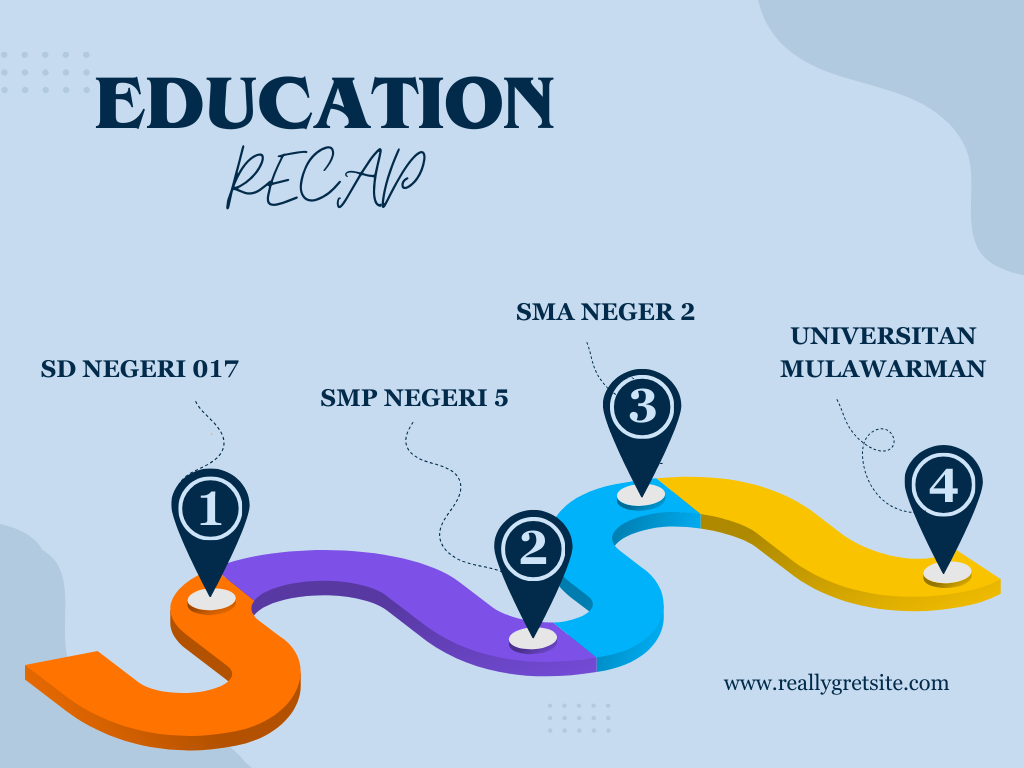 EDUCATION
RECAP
SD NEGERI 017
SMP NEGERI 5
SMA NEGER 2
UNIVERSITAN
MULAWARMAN
1
2
3
4
www.reallygretsite.com